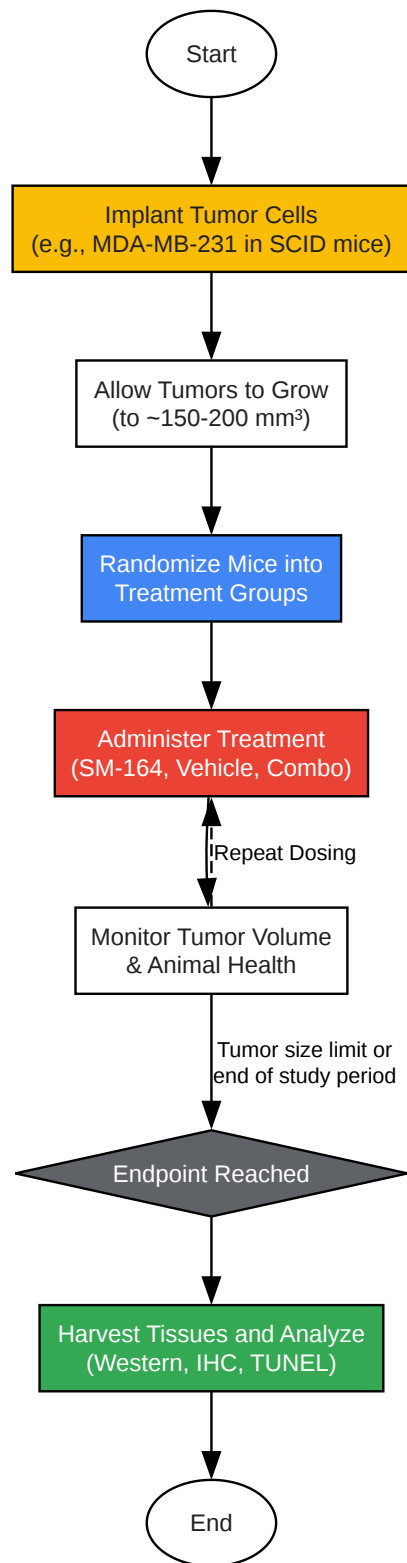 Start
Implant Tumor Cells
(e.g., MDA-MB-231 in SCID mice)
Allow Tumors to Grow
(to ~150-200 mm³)
Randomize Mice into
Treatment Groups
Administer Treatment
(SM-164, Vehicle, Combo)
Repeat Dosing
Monitor Tumor Volume
& Animal Health
Tumor size limit or
end of study period
Endpoint Reached
Harvest Tissues and Analyze
(Western, IHC, TUNEL)
End